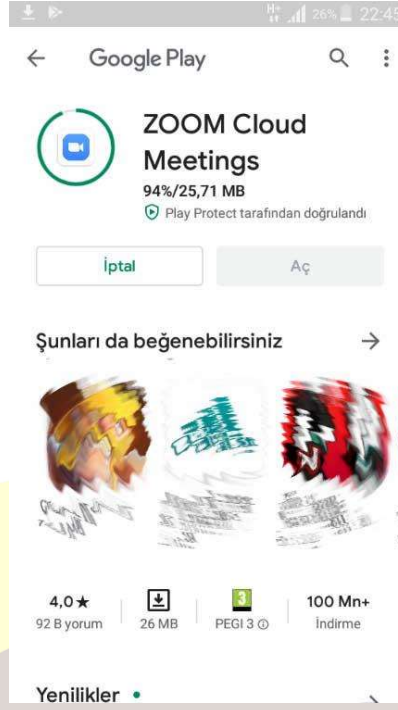 H+ 26% 22:45
Google Play
ZOOM Cloud
Meetings
94%/25,71 MB
Play Protect tarafından doğrulandı
İptal
Aç
Şunları da beğenebilirsiniz
4,0★
3
100 Mn+
92 B yorum
26 MB
PEGI 3
İndirme
Yenilikler